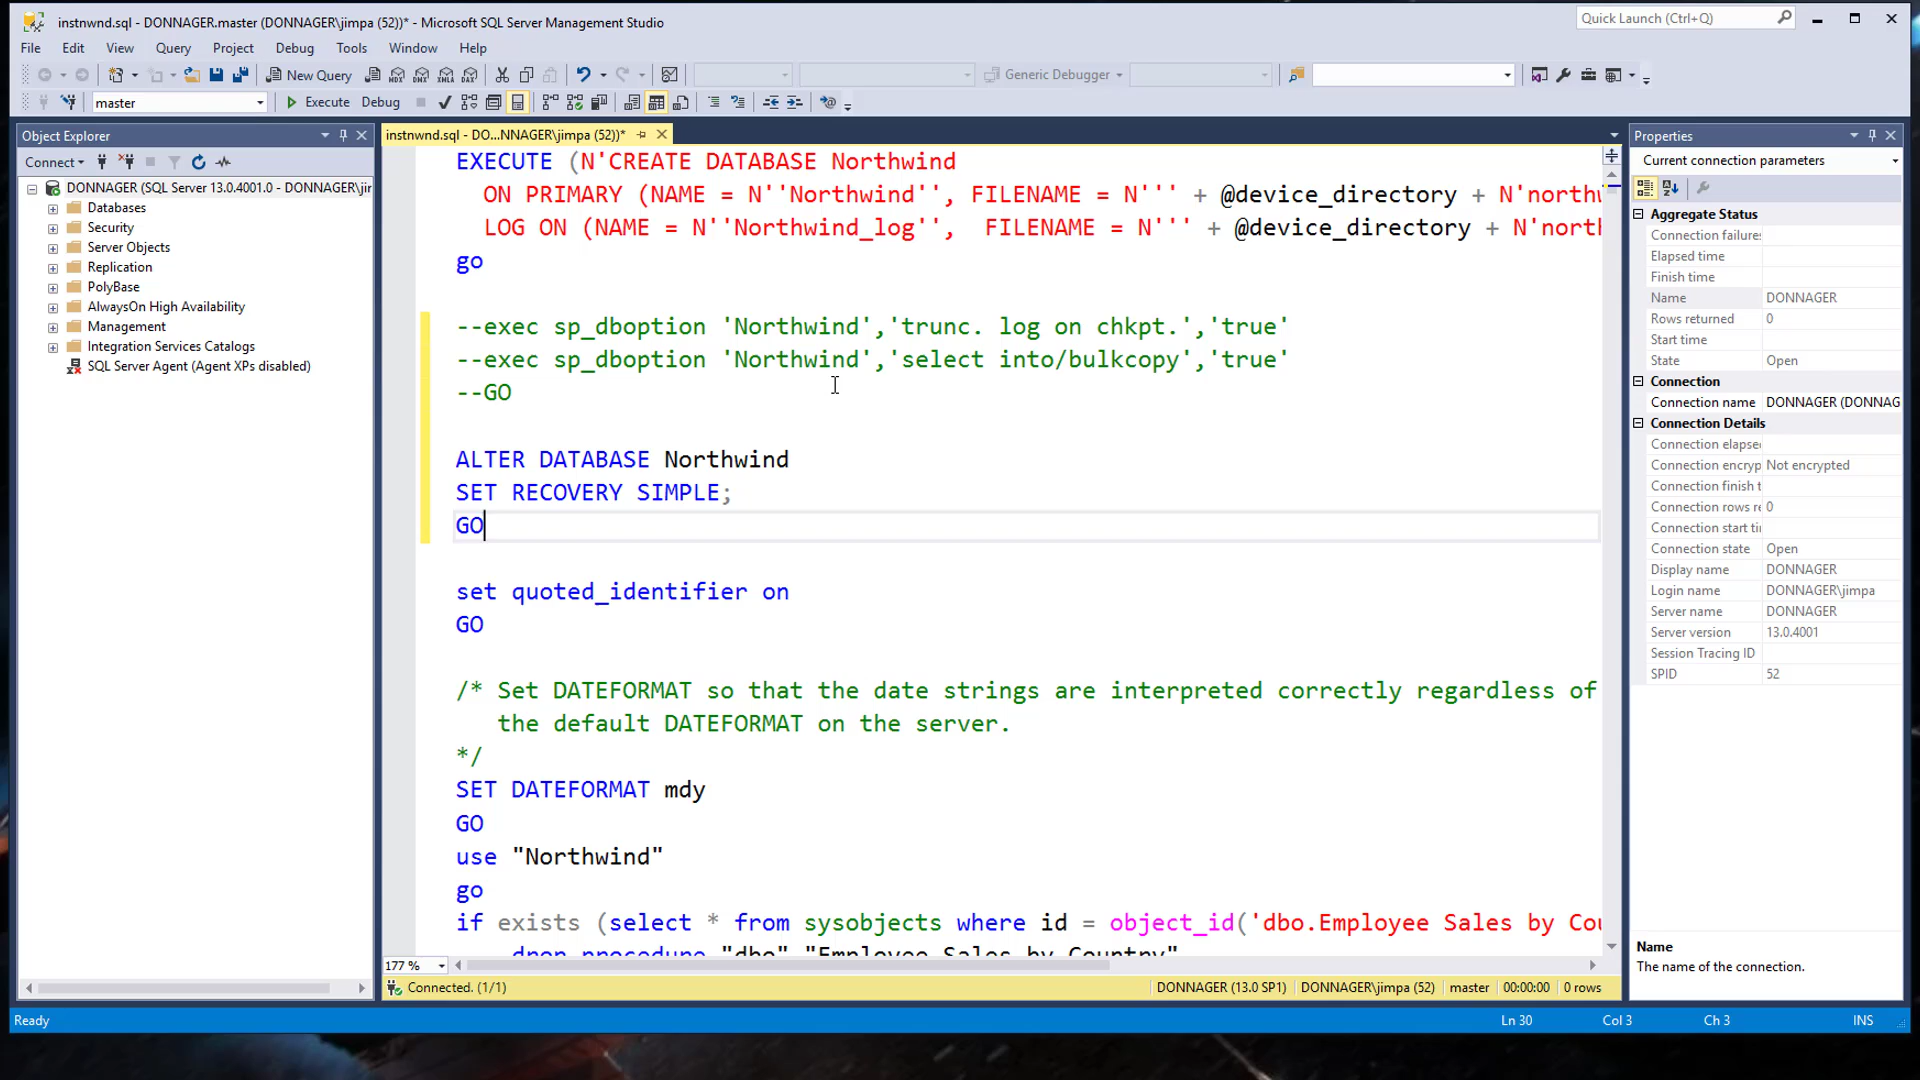 instnwnd.sql - DONNAGER.master (DONNAGER\jimpa (52))* - Microsoft SQL Server Management Studio
Quick Launch (Ctrl+Q)
File Edit View Query Project Debug Tools Window Help
New Query
MDX DMX XMLA DAX
Generic Debugger
master
Execute Debug
Object Explorer
Connect
DONNAGER (SQL Server 13.0.4001.0 - DONNAGER\jir
Databases
Security
Server Objects
Replication
PolyBase
AlwaysOn High Availability
Management
Integration Services Catalogs
SQL Server Agent (Agent XPs disabled)
instnwnd.sql - DO...NNAGER\jimpa (52))*
EXECUTE (N'CREATE DATABASE Northwind
ON PRIMARY (NAME = N''Northwind'', FILENAME = N''' + @device_directory + N'northw
LOG ON (NAME = N''Northwind_log'', FILENAME = N''' + @device_directory + N'north
go
--exec sp_dboption 'Northwind','trunc. log on chkpt.','true'
--exec sp_dboption 'Northwind','select into/bulkcopy','true'
--GO
ALTER DATABASE Northwind
SET RECOVERY SIMPLE;
GO
set quoted_identifier on
GO
/* Set DATEFORMAT so that the date strings are interpreted correctly regardless of
the default DATEFORMAT on the server.
*/
SET DATEFORMAT mdy
GO
use "Northwind"
go
if exists (select * from sysobjects where id = object_id('dbo.Employee Sales by Cou
drop procedure "dbo"."Employee Sales by Country"
177 %
Connected. (1/1)
DONNAGER (13.0 SP1) DONNAGER\jimpa (52) master 00:00:00 0 rows
Properties
Current connection parameters
Aggregate Status
Connection failures
Elapsed time
Finish time
Name DONNAGER
Rows returned 0
Start time
State Open
Connection
Connection name DONNAGER (DONNAG
Connection Details
Connection elapse
Connection encryp Not encrypted
Connection finish t
Connection rows re 0
Connection start tir
Connection state Open
Display name DONNAGER
Login name DONNAGER\jimpa
Server name DONNAGER
Server version 13.0.4001
Session Tracing ID
SPID 52
Name
The name of the connection.
Ready
Ln 30 Col 3 Ch 3 INS